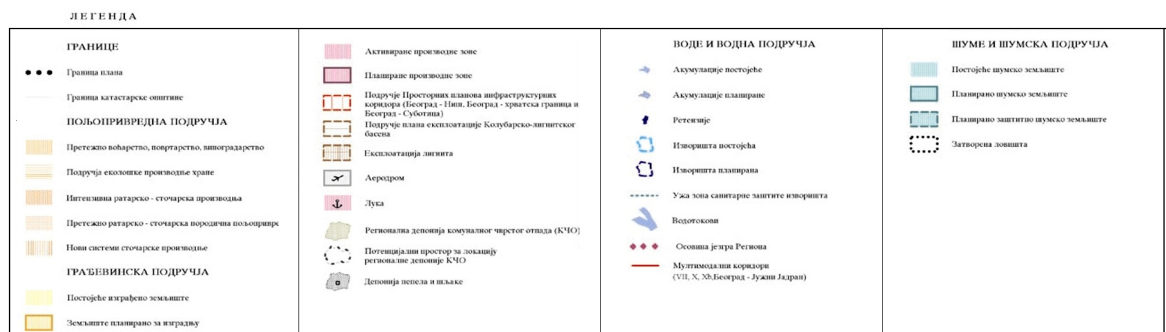 ЛЕГЕНДА
ГРАНИЦЕ
Граница плана
Граница катастарске општине
ПОЉОПРИВРЕДНА ПОДРУЧЈА
Претежно воћарство, повртарство, виноградарство
Подручја еколошке производње хране
Интензивна ратарско - сточарска производња
Претежно ратарско - сточарска породична пољопривре
Нови системи сточарске производње
ГРАЂЕВИНСКА ПОДРУЧЈА
Постојеће изграђено земљиште
Земљиште планирано за изградњу
Активиране производне зоне
Планиране производне зоне
Подручје Просторних планова инфраструктурних
коридора (Београд - Ниш, Београд - хрватска граница и
Београд - Суботица)
Подручје плана експлоатације Колубарско-лигнитског
басена
Експлоатација лигнита
Аеродром
Лука
Регионална депонија комуналног чврстог отпада (КЧО)
Потенцијални простор за локацију
регионалне депоније КЧО
Депонија пепела и шљаке
ВОДЕ И ВОДНА ПОДРУЧЈА
Акумулације постојеће
Акумулације планиране
Ретензије
Изворишта постојећа
Изворишта планирана
Ужа зона санитарне заштите изворишта
Водотокови
Осовина језгра Региона
Мултимодални коридори
(VII, X, Xb,Београд - Јужни Јадран)
ШУМЕ И ШУМСКА ПОДРУЧЈА
Постојеће шумско земљиште
Планирано шумско земљиште
Планирано заштитно шумско земљиште
Затворена ловишта